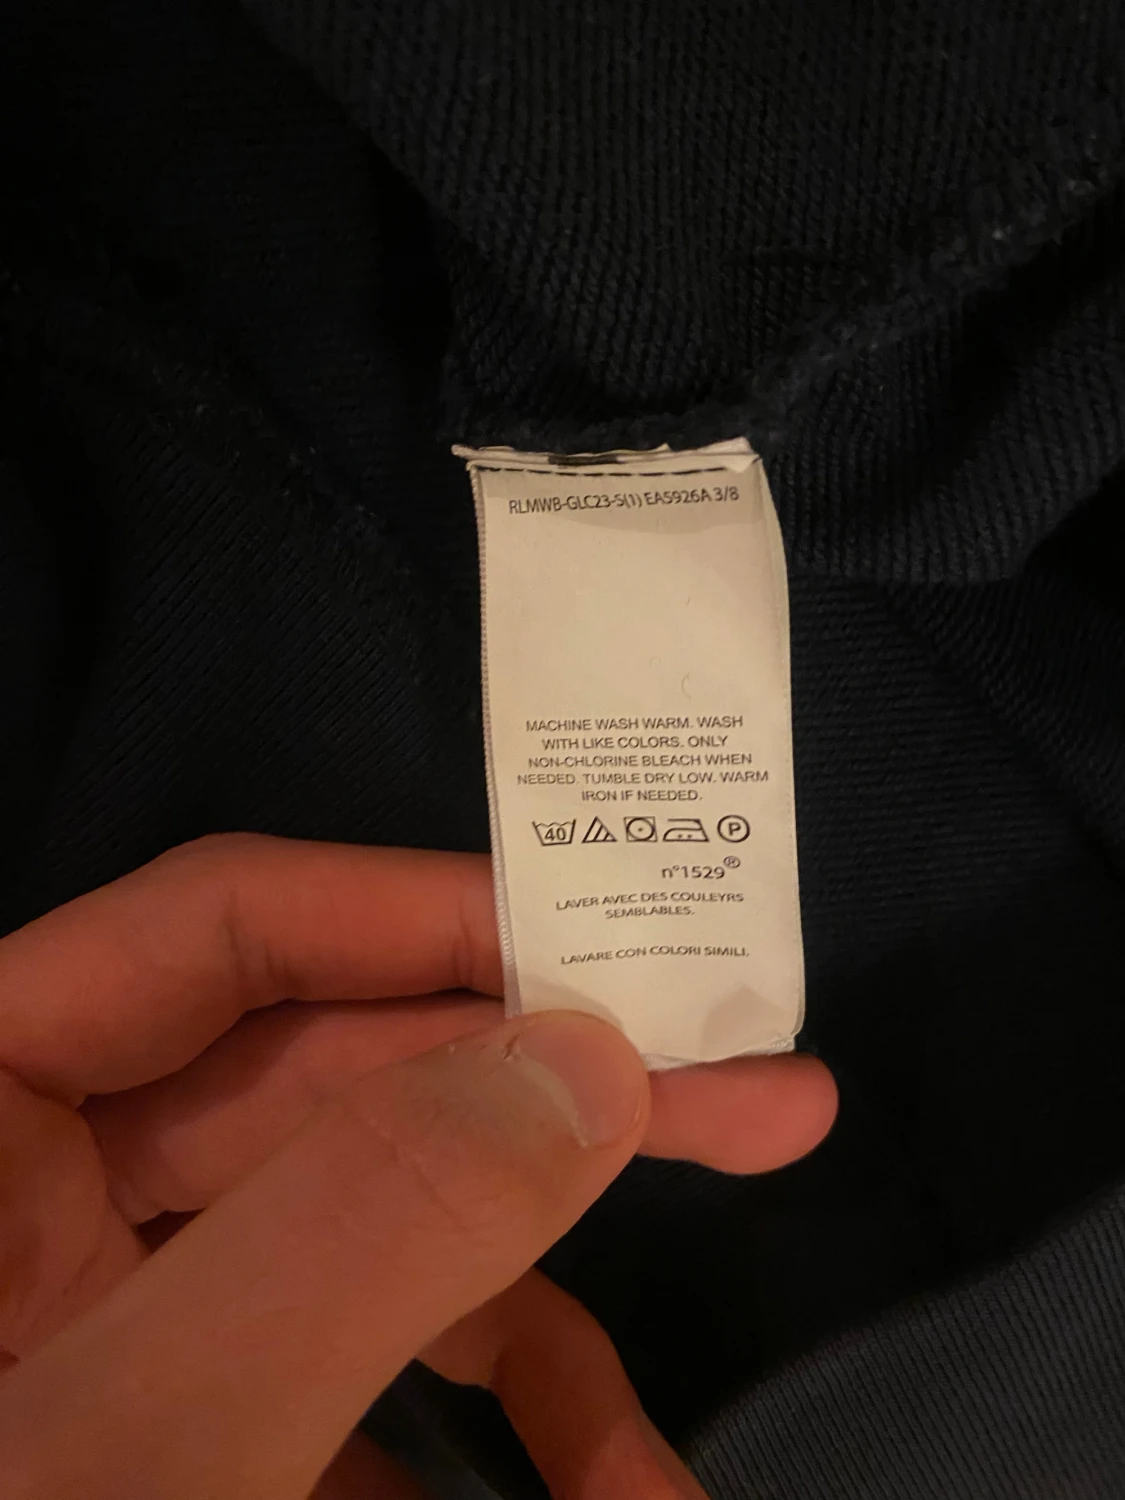 RLMWB-GLC23-S(1) EA5926A 3/8
MACHINE WASH WARM. WASH
WITH LIKE COLORS. ONLY
NON-CHLORINE BLEACH WHEN
NEEDED. TUMBLE DRY LOW. WARM
IRON IF NEEDED.
40 P
n°1529®
LAVER AVEC DES COULEYRS
SEMBLABLES.
LAVARE CON COLORI SIMILI.